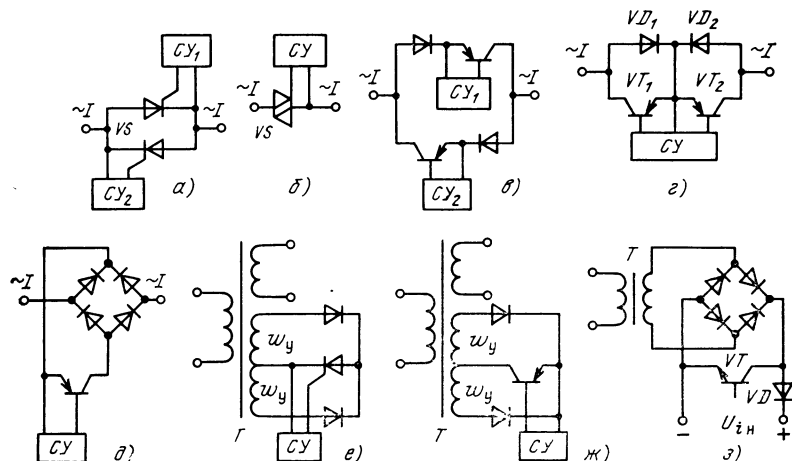 СУ₁
~I
~I
VS
СУ₂
а)
СУ
~I
~I
VS
б)
~I
~I
СУ₁
СУ₂
в)
VD₁
VD₂
~I
~I
VT₁
VT₂
СУ
г)
~I
~I
СУ
д)
wу
wу
T
СУ
е)
wу
wу
T
СУ
ж)
T
VT
VD
Uiн
−
+
з)